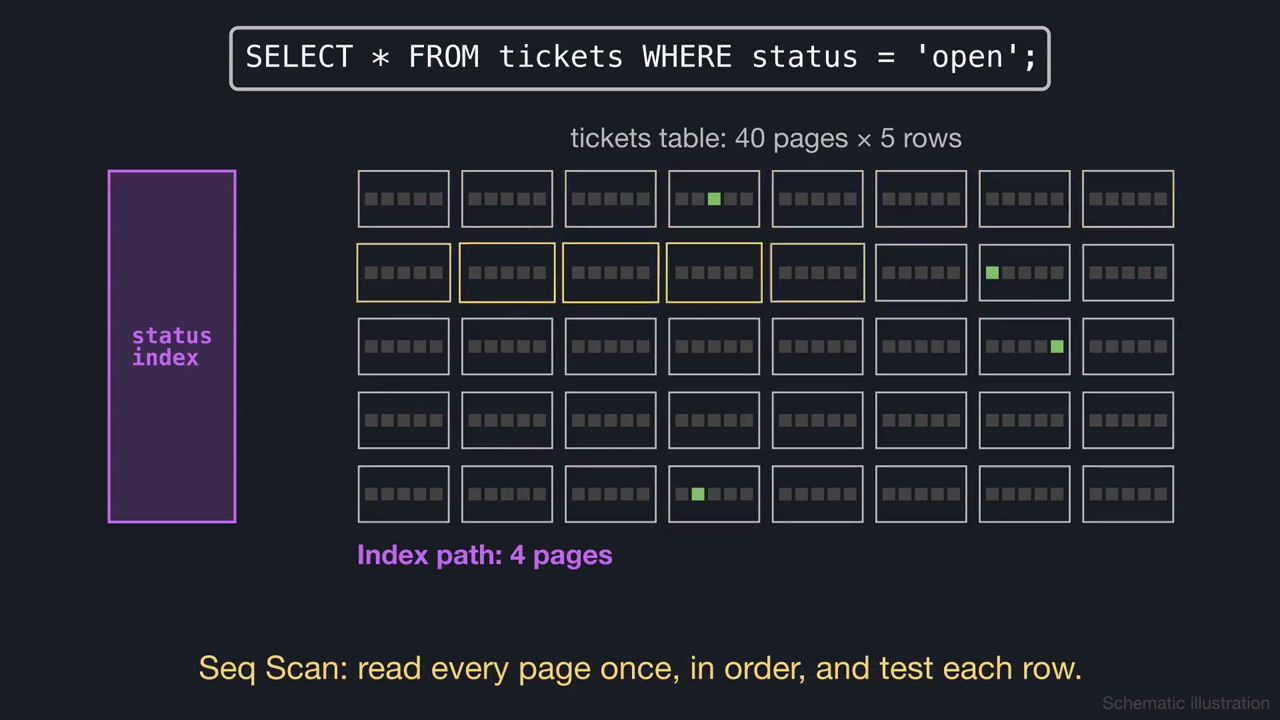 SELECT * FROM tickets WHERE status = 'open';
tickets table: 40 pages × 5 rows
status
index
Index path: 4 pages
Seq Scan: read every page once, in order, and test each row.
Schematic illustration